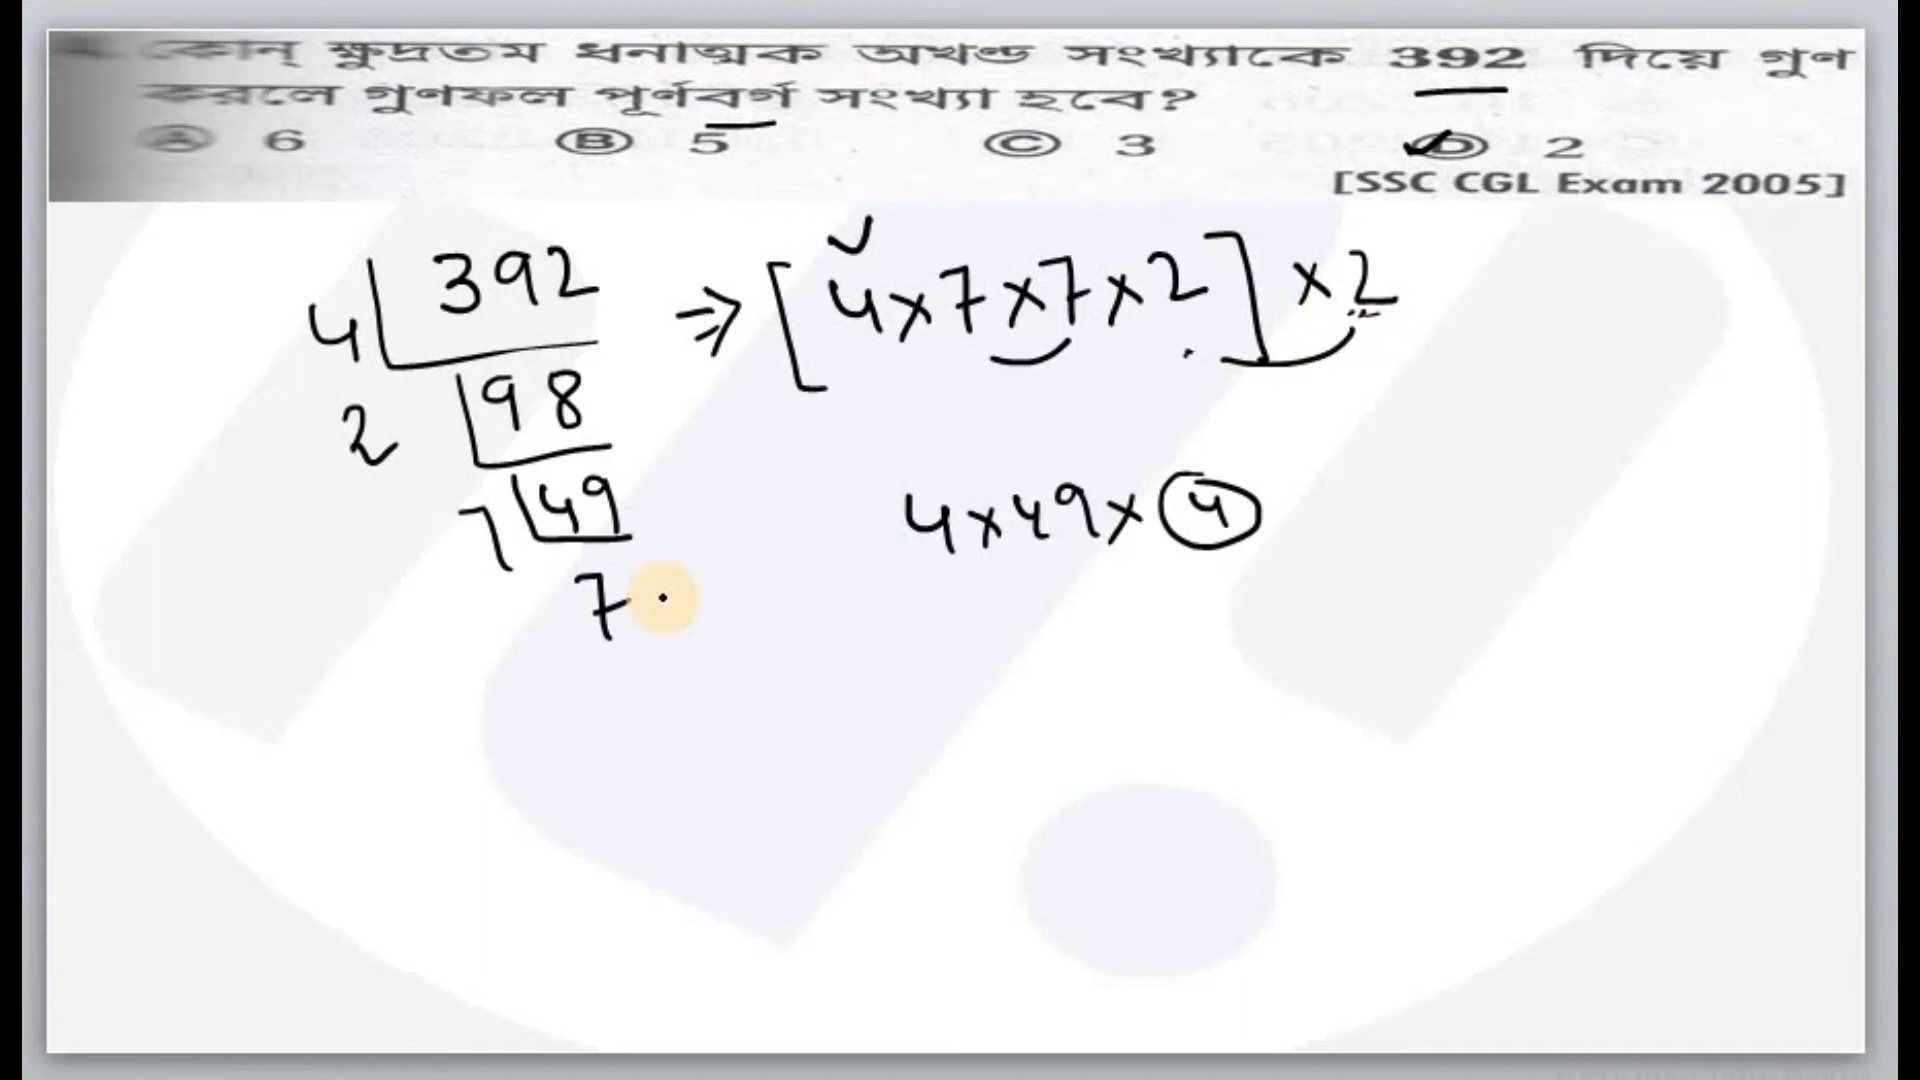 কোন্ ক্ষুদ্রতম ধনাত্মক অখণ্ড সংখ্যাকে 392 দিয়ে গুণ
করলে গুণফল পূর্ণবর্গ সংখ্যা হবে?
Ⓐ 6 Ⓑ 5 Ⓒ 3 Ⓓ 2
[SSC CGL Exam 2005]
4 | 392 ⇒ [4×7×7×2]×2
2 | 98
7 | 49
7
4×49×4